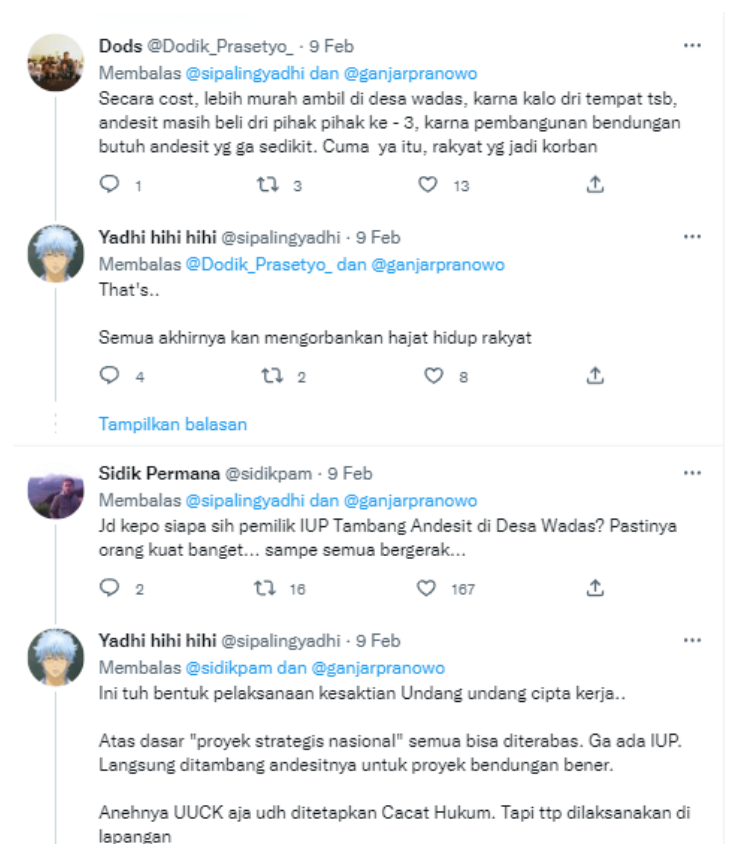 Dods @Dodik_Prasetyo_ · 9 Feb
Membalas @sipalingyadhi dan @ganjarpranowo
Secara cost, lebih murah ambil di desa wadas, karna kalo dri tempat tsb,
andesit masih beli dri pihak pihak ke - 3, karna pembangunan bendungan
butuh andesit yg ga sedikit. Cuma ya itu, rakyat yg jadi korban
1 3 13
Yadhi hihi hihi @sipalingyadhi · 9 Feb
Membalas @Dodik_Prasetyo_ dan @ganjarpranowo
That's..
Semua akhirnya kan mengorbankan hajat hidup rakyat
4 2 8
Tampilkan balasan
Sidik Permana @sidikpam · 9 Feb
Membalas @sipalingyadhi dan @ganjarpranowo
Jd kepo siapa sih pemilik IUP Tambang Andesit di Desa Wadas? Pastinya
orang kuat banget... sampe semua bergerak...
2 16 167
Yadhi hihi hihi @sipalingyadhi · 9 Feb
Membalas @sidikpam dan @ganjarpranowo
Ini tuh bentuk pelaksanaan kesaktian Undang undang cipta kerja..
Atas dasar "proyek strategis nasional" semua bisa diterabas. Ga ada IUP.
Langsung ditambang andesitnya untuk proyek bendungan bener.
Anehnya UUCK aja udh ditetapkan Cacat Hukum. Tapi ttp dilaksanakan di
lapangan